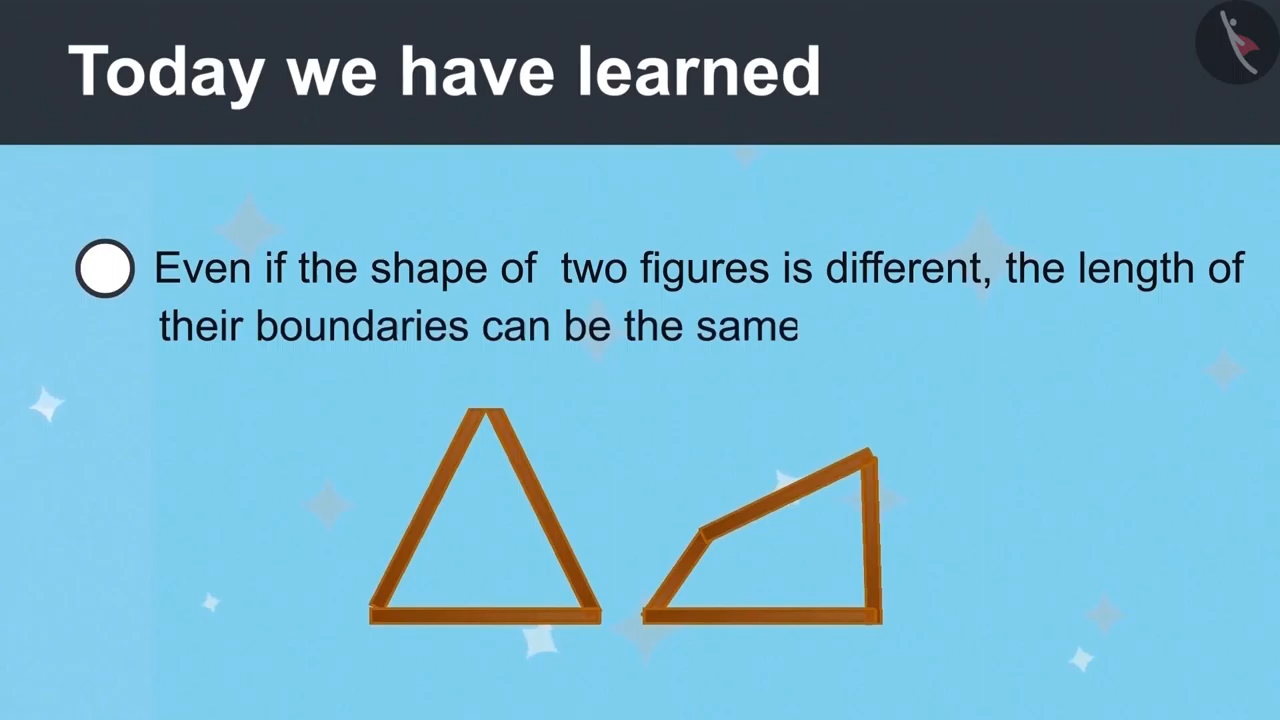 Today we have learned
Even if the shape of two figures is different, the length of
their boundaries can be the same